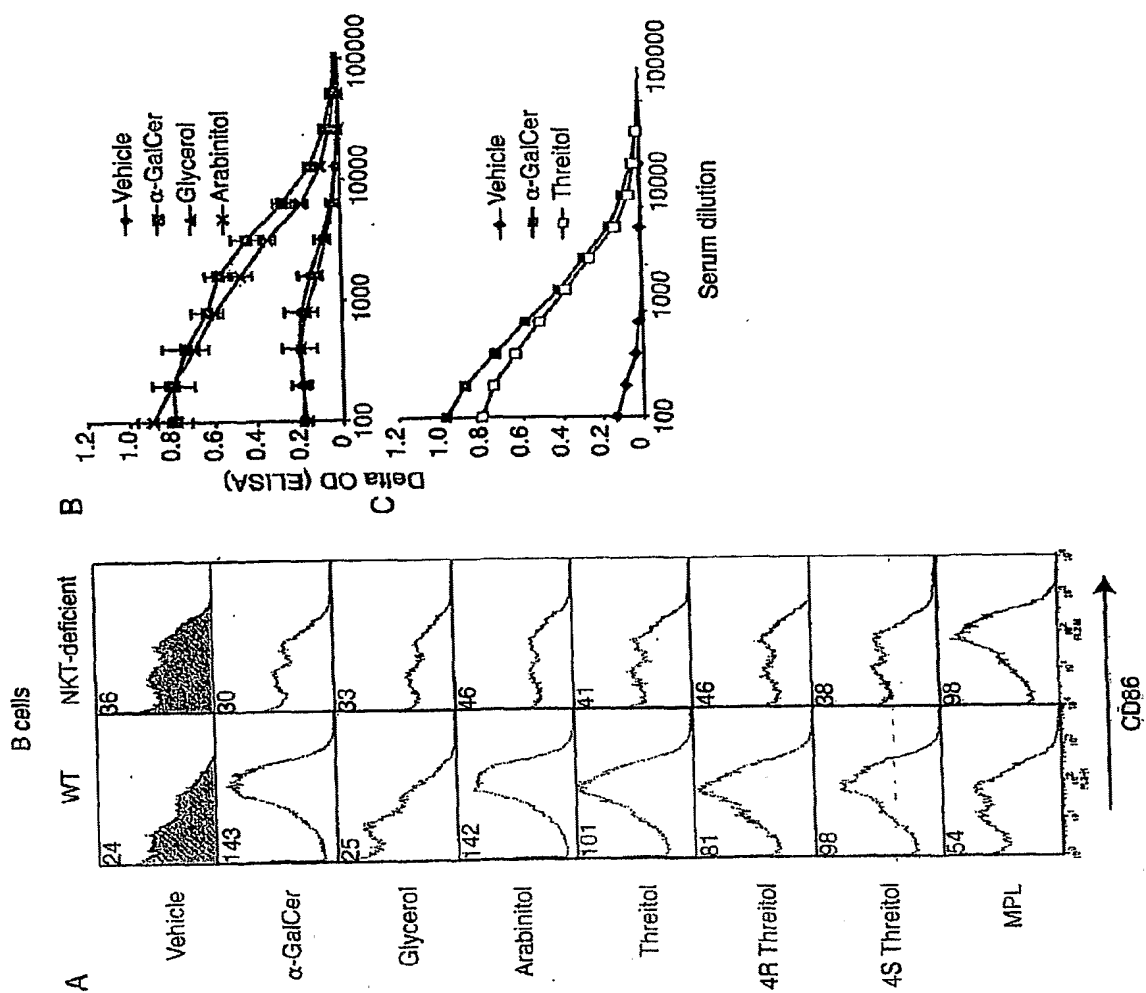 A
B cells
WT NKT-deficient
Vehicle 24 36
α-GalCer 143 30
Glycerol 25 33
Arabinitol 142 46
Threitol 101 41
4R Threitol 81 46
4S Threitol 98 38
MPL 54 98
CD86
B
1.2
1.0
0.8
0.6
0.4
0.2
0
100 1000 10000 100000
Vehicle
α-GalCer
Glycerol
Arabinitol
Delta OD (ELISA)
C
1.2
1.0
0.8
0.6
0.4
0.2
0
100 1000 10000 100000
Vehicle
α-GalCer
Threitol
Serum dilution